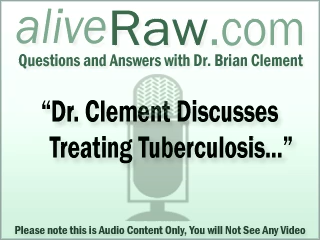 aliveRaw.com
Questions and Answers with Dr. Brian Clement
“Dr. Clement Discusses
Treating Tuberculosis...”
Please note this is Audio Content Only, You will Not See Any Video